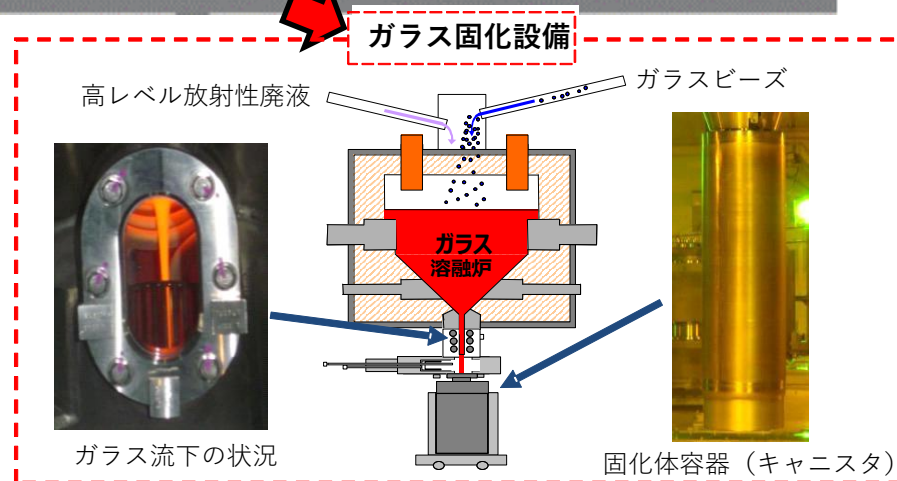 ガラス固化設備
高レベル放射性廃液
ガラスビーズ
ガラス
溶融炉
ガラス流下の状況
固化体容器（キャニスタ）